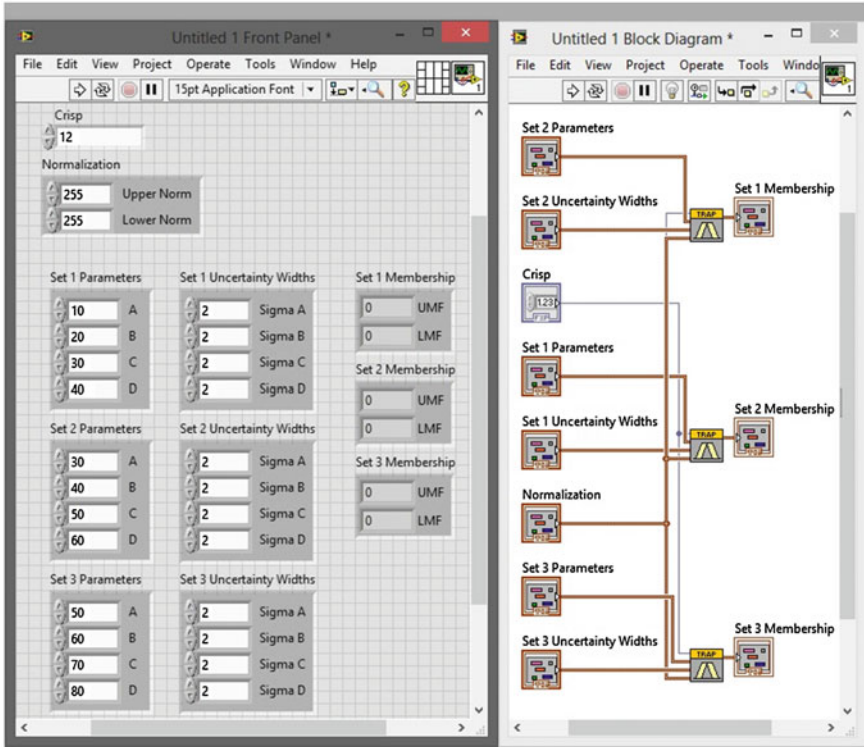 Untitled 1 Front Panel *
File Edit View Project Operate Tools Window Help
15pt Application Font
1
Crisp
12
Normalization
255 Upper Norm
255 Lower Norm
Set 1 Parameters Set 1 Uncertainty Widths Set 1 Membership
10 A 2 Sigma A 0 UMF
20 B 2 Sigma B 0 LMF
30 C 2 Sigma C
40 D 2 Sigma D
Set 2 Membership
0 UMF
0 LMF
Set 2 Parameters Set 2 Uncertainty Widths
30 A 2 Sigma A
40 B 2 Sigma B
50 C 2 Sigma C
60 D 2 Sigma D
Set 3 Membership
0 UMF
0 LMF
Set 3 Parameters Set 3 Uncertainty Widths
50 A 2 Sigma A
60 B 2 Sigma B
70 C 2 Sigma C
80 D 2 Sigma D
Untitled 1 Block Diagram *
File Edit View Project Operate Tools Windo
1
Set 2 Parameters
Set 1 Membership
Set 2 Uncertainty Widths
TRAP
Crisp
1.23
Set 1 Parameters
Set 2 Membership
Set 1 Uncertainty Widths
TRAP
Normalization
Set 3 Parameters
Set 3 Membership
Set 3 Uncertainty Widths
TRAP